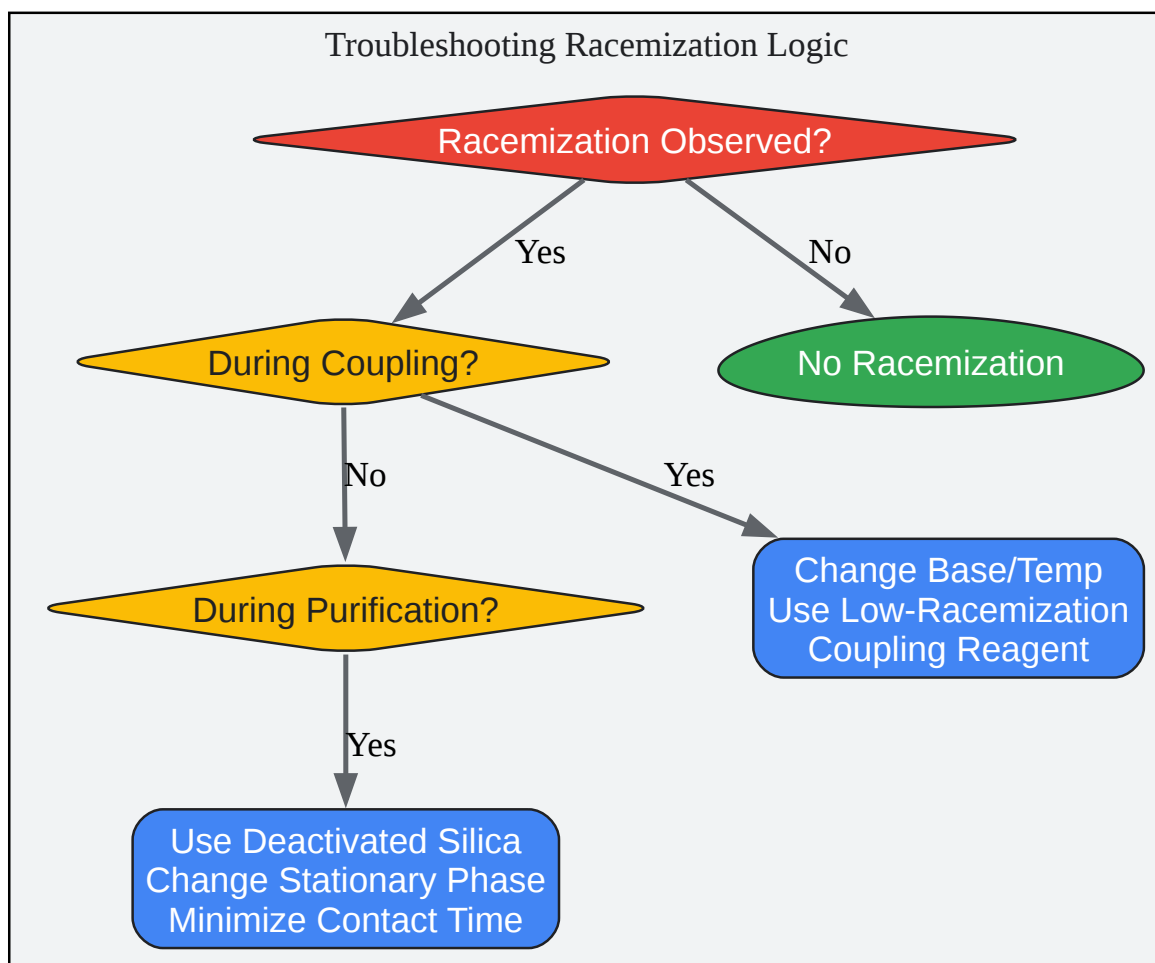 Troubleshooting Racemization Logic
Racemization Observed?
Yes
No
During Coupling?
No Racemization
No
Yes
Change Base/Temp
Use Low-Racemization
Coupling Reagent
During Purification?
Yes
Use Deactivated Silica
Change Stationary Phase
Minimize Contact Time